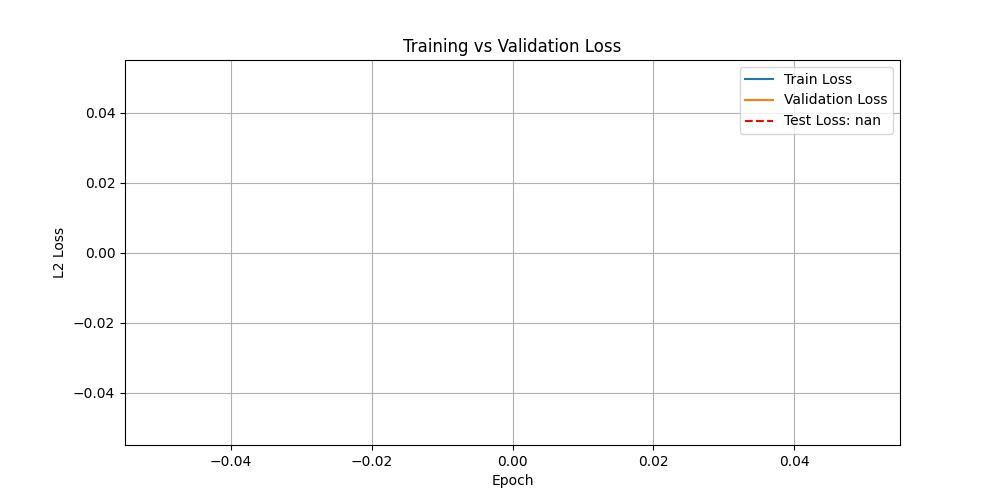 Training vs Validation Loss
Train Loss
Validation Loss
Test Loss: nan
0.04
0.02
0.00
−0.02
−0.04
L2 Loss
−0.04
−0.02
0.00
0.02
0.04
Epoch